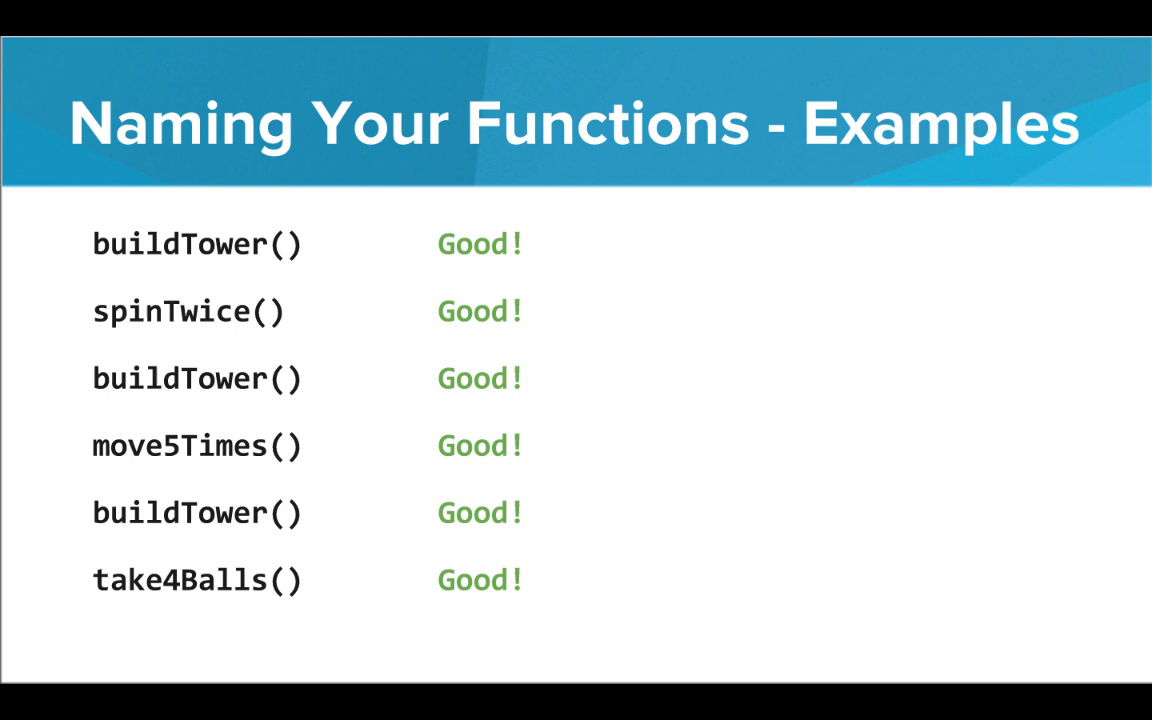 Naming Your Functions - Examples
buildTower() Good!
spinTwice() Good!
buildTower() Good!
move5Times() Good!
buildTower() Good!
take4Balls() Good!